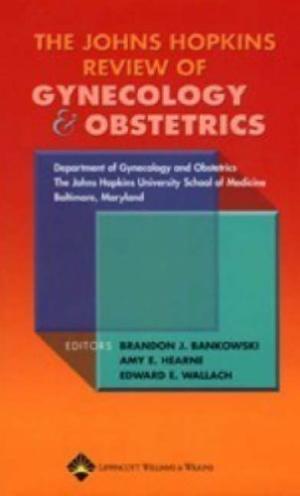 THE JOHNS HOPKINS
REVIEW OF
GYNECOLOGY
& OBSTETRICS
Department of Gynecology and Obstetrics
The Johns Hopkins University School of Medicine
Baltimore, Maryland
EDITORS BRANDON J. BANKOWSKI
AMY E. HEARNE
EDWARD E. WALLACH
LIPPINCOTT WILLIAMS & WILKINS